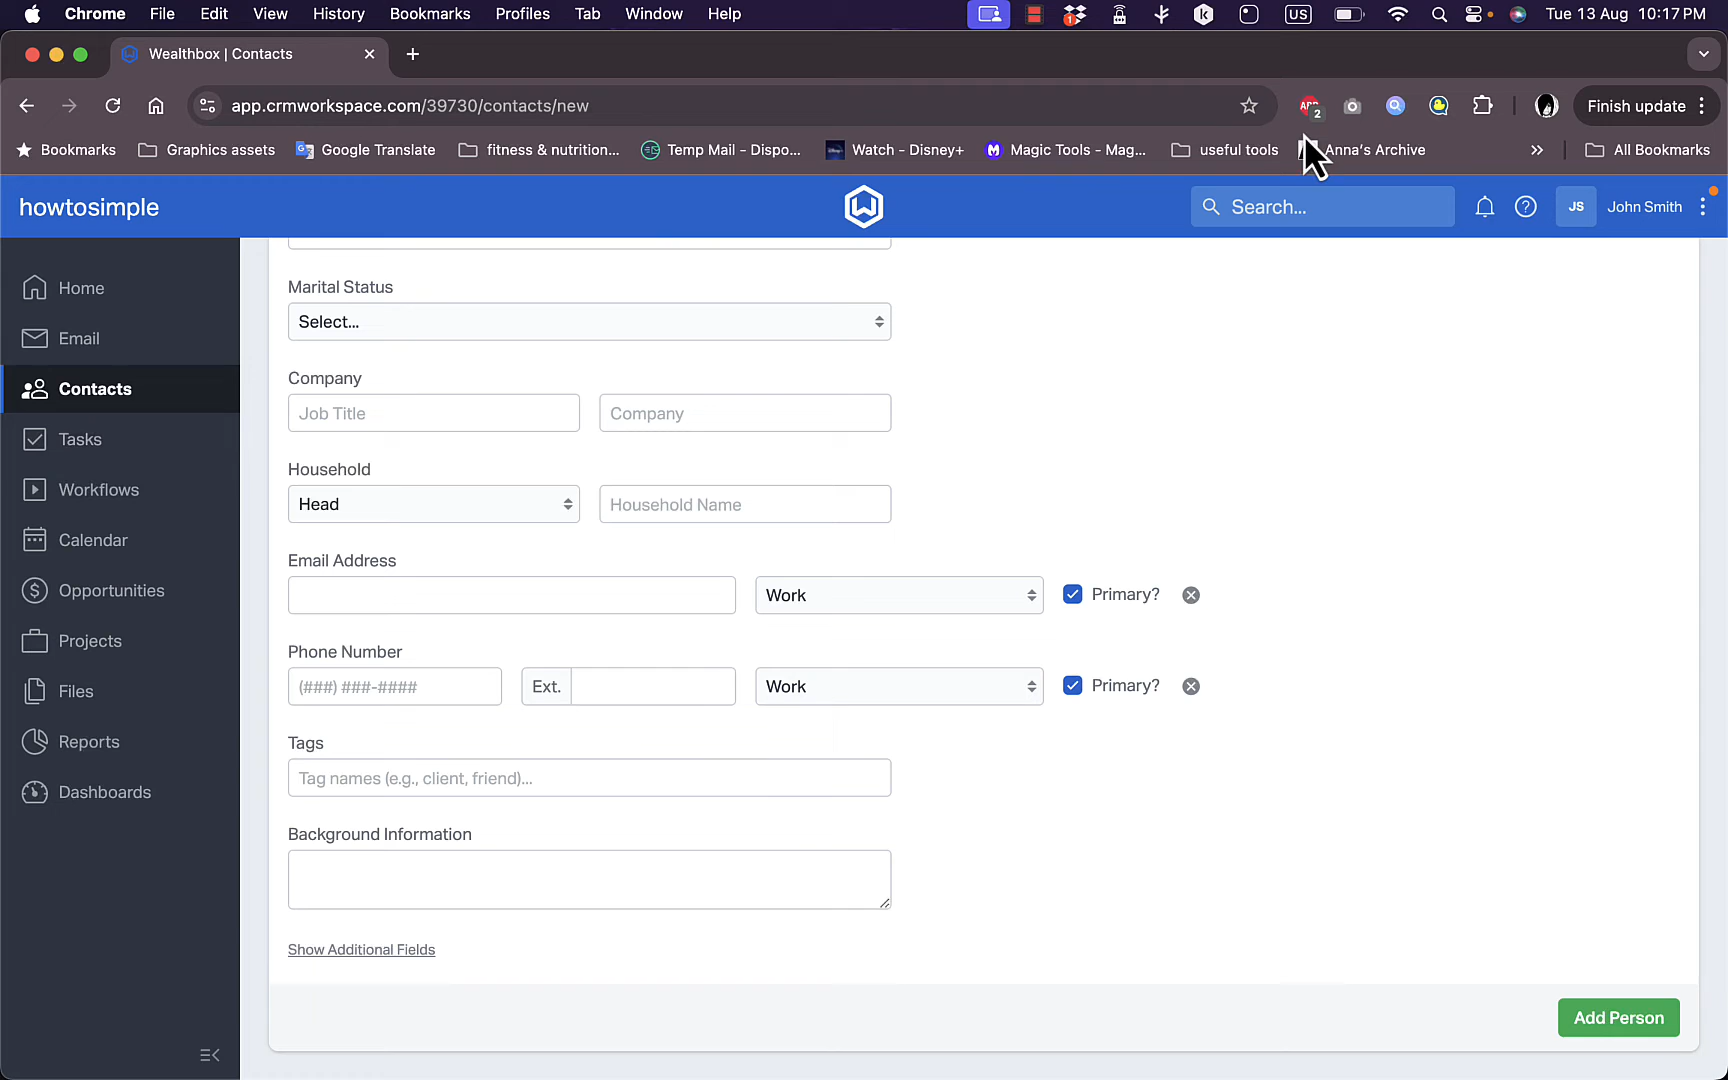 Chrome File Edit View History Bookmarks Profiles Tab Window Help 1 US Tue 13 Aug 10:17 PM
Wealthbox | Contacts
app.crmworkspace.com/39730/contacts/new 2 Finish update
Bookmarks Graphics assets Google Translate fitness & nutrition... Temp Mail - Dispo... Watch - Disney+ Magic Tools - Mag... useful tools Anna's Archive » All Bookmarks
howtosimple Search... JS John Smith
Home
Email
Contacts
Tasks
Workflows
Calendar
Opportunities
Projects
Files
Reports
Dashboards
Marital Status
Select...
Company
Job Title Company
Household
Head Household Name
Email Address
Work Primary?
Phone Number
(###) ###-#### Ext. Work Primary?
Tags
Tag names (e.g., client, friend)...
Background Information
Show Additional Fields
Add Person